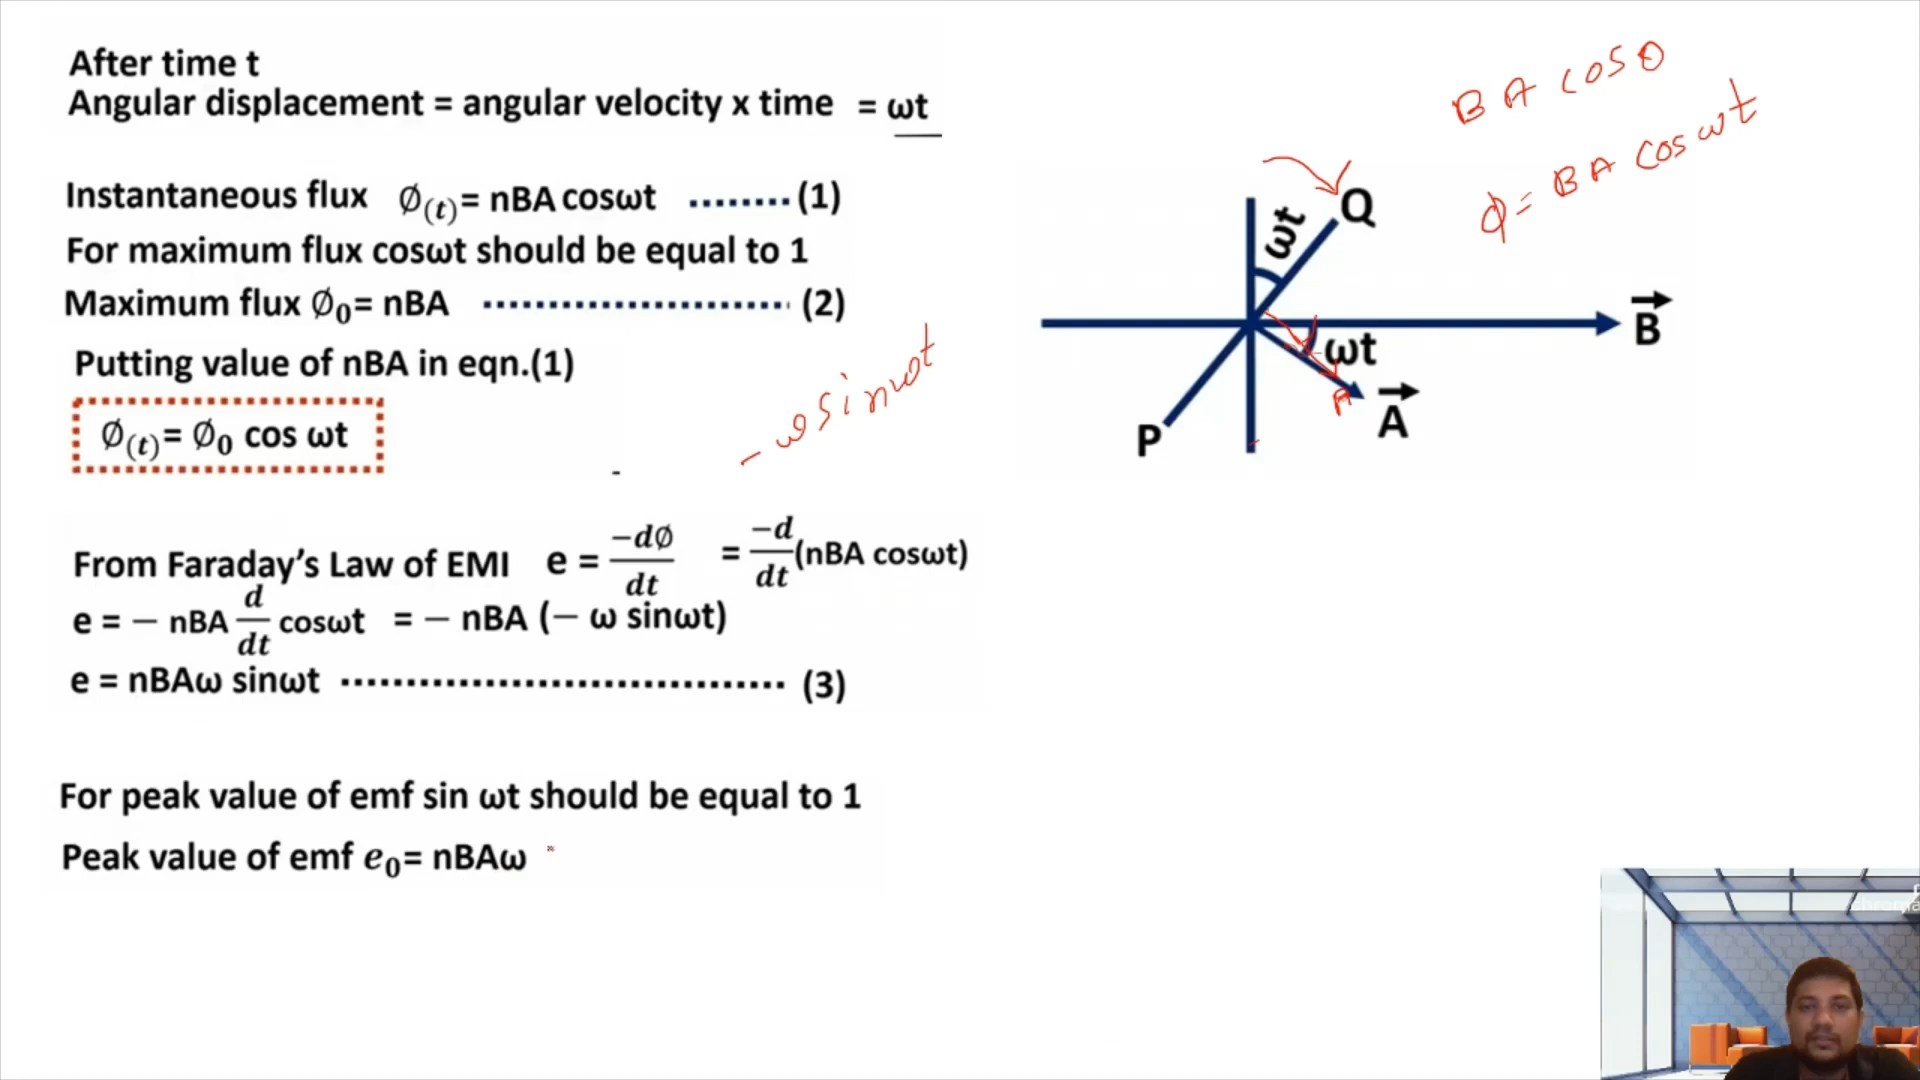 After time t
Angular displacement = angular velocity x time = ωt
Instantaneous flux ∅(t)= nBA cosωt ........ (1)
For maximum flux cosωt should be equal to 1
Maximum flux ∅0= nBA ........................ (2)
Putting value of nBA in eqn.(1)
∅(t)= ∅0 cos ωt
- ω sinωt
From Faraday's Law of EMI e = -d∅/dt = -d/dt (nBA cosωt)
e = − nBA d/dt cosωt = − nBA (− ω sinωt)
e = nBAω sinωt .................................. (3)
For peak value of emf sin ωt should be equal to 1
Peak value of emf e0= nBAω
BA cosθ
ϕ= BA cosωt
Q
ωt
B
ωt
A
A
P
chroma